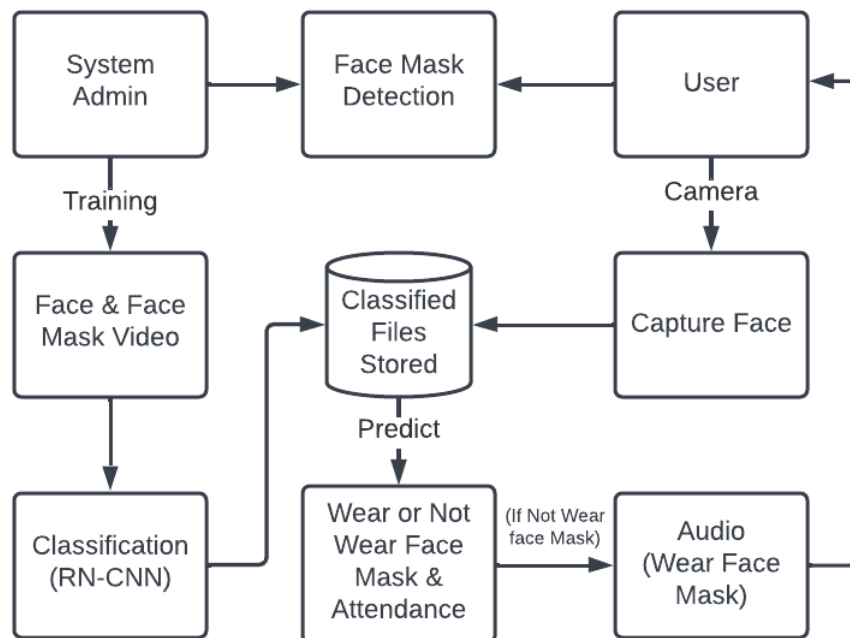 System
Admin
Face Mask
Detection
User
Training
Camera
Face & Face
Mask Video
Classified
Files
Stored
Capture Face
Predict
Classification
(RN-CNN)
Wear or Not
Wear Face
Mask &
Attendance
(If Not Wear
face Mask)
Audio
(Wear Face
Mask)